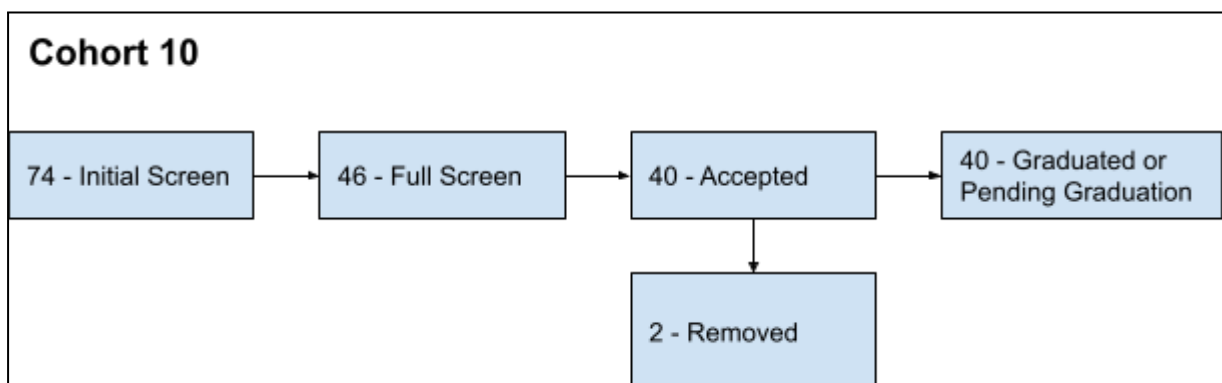 Cohort 10
74 - Initial Screen
46 - Full Screen
40 - Accepted
40 - Graduated or
Pending Graduation
2 - Removed